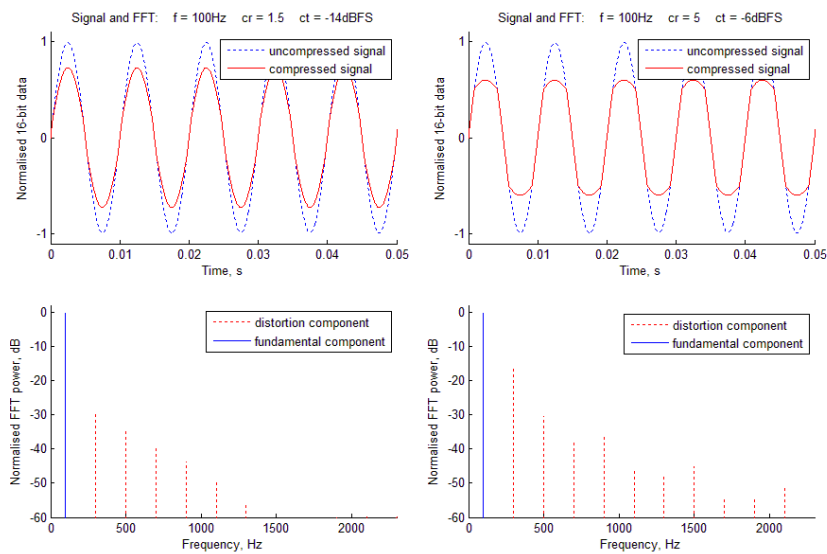 Signal and FFT: f = 100Hz cr = 1.5 ct = -14dBFS
1
0
-1
Normalised 16-bit data
uncompressed signal
compressed signal
0 0.01 0.02 0.03 0.04 0.05
Time, s
Signal and FFT: f = 100Hz cr = 5 ct = -6dBFS
1
0
-1
Normalised 16-bit data
uncompressed signal
compressed signal
0 0.01 0.02 0.03 0.04 0.05
Time, s
0
-10
-20
-30
-40
-50
-60
Normalised FFT power, dB
distortion component
fundamental component
0 500 1000 1500 2000
Frequency, Hz
0
-10
-20
-30
-40
-50
-60
Normalised FFT power, dB
distortion component
fundamental component
0 500 1000 1500 2000
Frequency, Hz